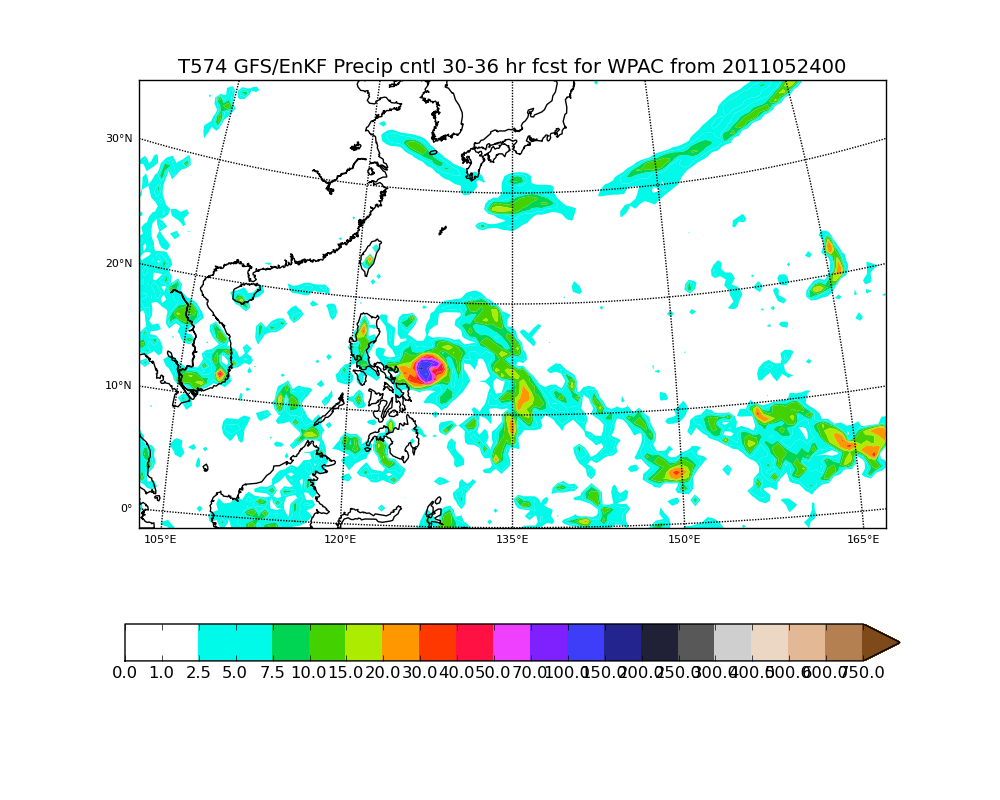 T574 GFS/EnKF Precip cntl 30-36 hr fcst for WPAC from 2011052400
30°N
20°N
10°N
0°
105°E 120°E 135°E 150°E 165°E
0.0 1.0 2.5 5.0 7.5 10.0 15.0 20.0 30.0 40.0 50.0 70.0 100.0 150.0 200.0 250.0 300.0 400.0 500.0 600.0 750.0